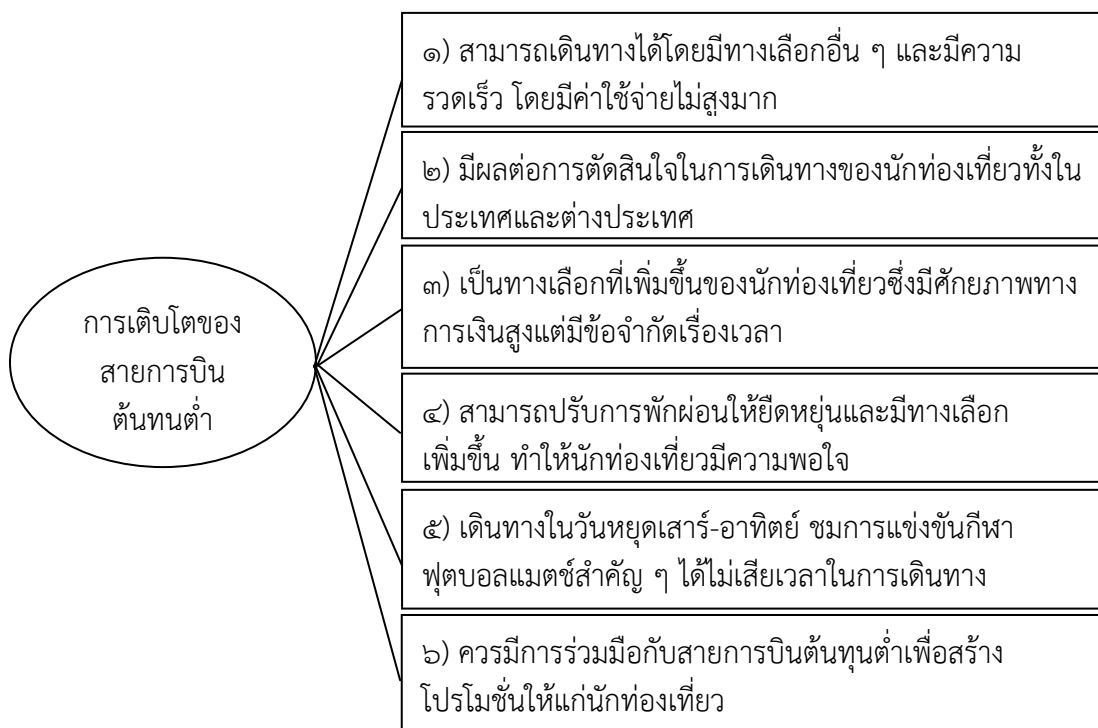 ๑) สามารถเดินทางได้โดยมีทางเลือกอื่น ๆ และมีความ
รวดเร็ว โดยมีค่าใช้จ่ายไม่สูงมาก
๒) มีผลต่อการตัดสินใจในการเดินทางของนักท่องเที่ยวทั้งใน
ประเทศและต่างประเทศ
๓) เป็นทางเลือกที่เพิ่มขึ้นของนักท่องเที่ยวซึ่งมีศักยภาพทาง
การเงินสูงแต่มีข้อจำกัดเรื่องเวลา
การเติบโตของ
สายการบิน
ต้นทุนต่ำ
๔) สามารถปรับการพักผ่อนให้ยืดหยุ่นและมีทางเลือก
เพิ่มขึ้น ทำให้นักท่องเที่ยวมีความพอใจ
๕) เดินทางในวันหยุดเสาร์-อาทิตย์ ชมการแข่งขันกีฬา
ฟุตบอลแมตช์สำคัญ ๆ ได้ไม่เสียเวลาในการเดินทาง
๖) ควรมีการร่วมมือกับสายการบินต้นทุนต่ำเพื่อสร้าง
โปรโมชั่นให้แก่นักท่องเที่ยว